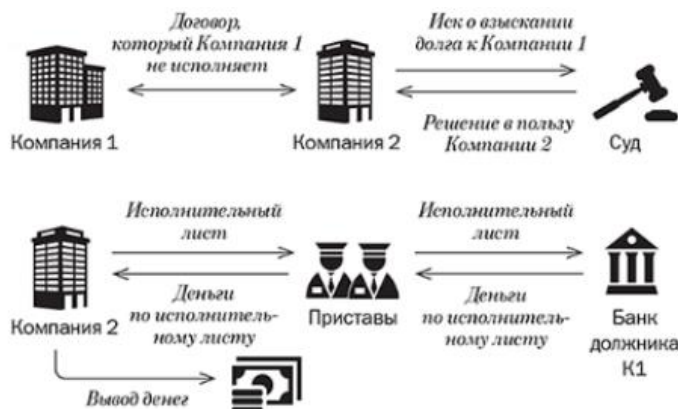 Договор,
который Компания 1
не исполняет
Иск о взыскании
долга к Компании 1
Решение в пользу
Компании 2
Компания 1
Компания 2
Суд
Исполнительный
лист
Исполнительный
лист
Деньги
по исполнитель-
ному листу
Деньги
по исполнитель-
ному листу
Компания 2
Приставы
Банк
должника
К1
Вывод денег